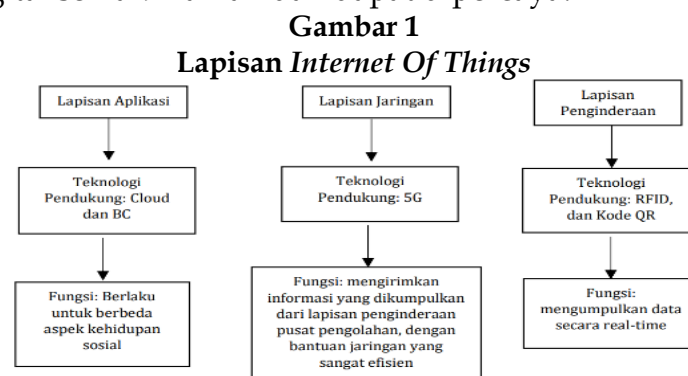 Gambar 1
Lapisan Internet Of Things
Lapisan Aplikasi
Teknologi
Pendukung: Cloud
dan BC
Fungsi: Berlaku
untuk berbeda
aspek kehidupan
sosial
Lapisan Jaringan
Teknologi
Pendukung: 5G
Fungsi: mengirimkan
informasi yang dikumpulkan
dari lapisan penginderaan
pusat pengolahan, dengan
bantuan jaringan yang
sangat efisien
Lapisan
Penginderaan
Teknologi
Pendukung: RFID,
dan Kode QR
Fungsi:
mengumpulkan data
secara real-time